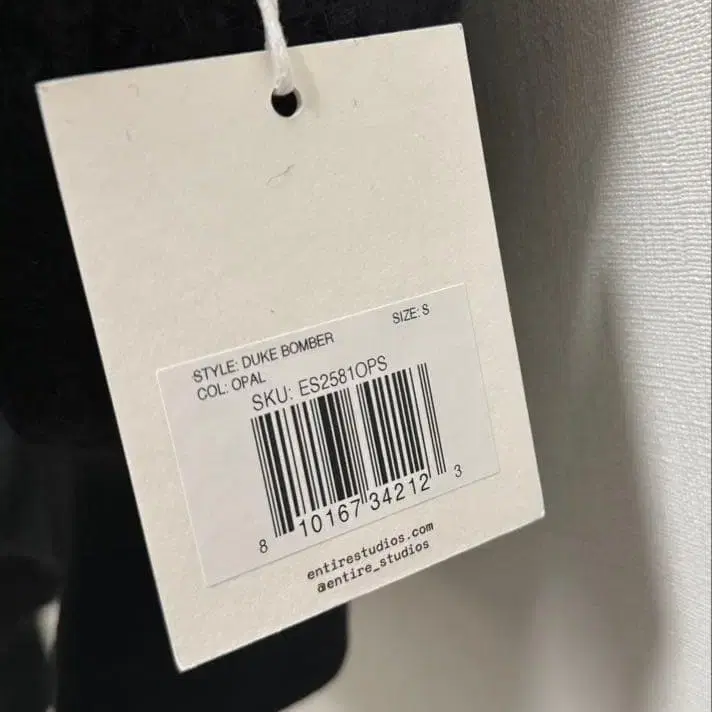 STYLE: DUKE BOMBER SIZE: S
COL: OPAL
SKU: ES2581OPS
8 10167 34212 3
entirestudios.com
@entire_studios